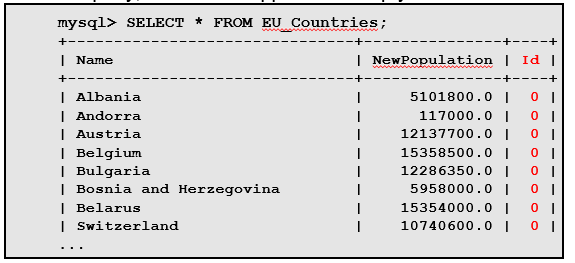 mysql> SELECT * FROM EU_Countries;
+------------------------------+---------------+----+
| Name | NewPopulation | Id |
+------------------------------+---------------+----+
| Albania | 5101800.0 | 0 |
| Andorra | 117000.0 | 0 |
| Austria | 12137700.0 | 0 |
| Belgium | 15358500.0 | 0 |
| Bulgaria | 12286350.0 | 0 |
| Bosnia and Herzegovina | 5958000.0 | 0 |
| Belarus | 15354000.0 | 0 |
| Switzerland | 10740600.0 | 0 |
...